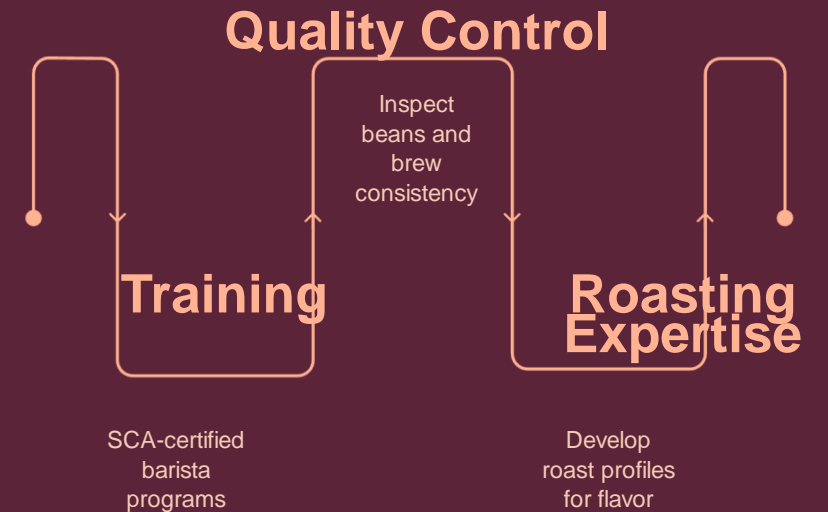 Quality Control
Inspect
beans and
brew
consistency
Training
SCA-certified
barista
programs
Roasting
Expertise
Develop
roast profiles
for flavor